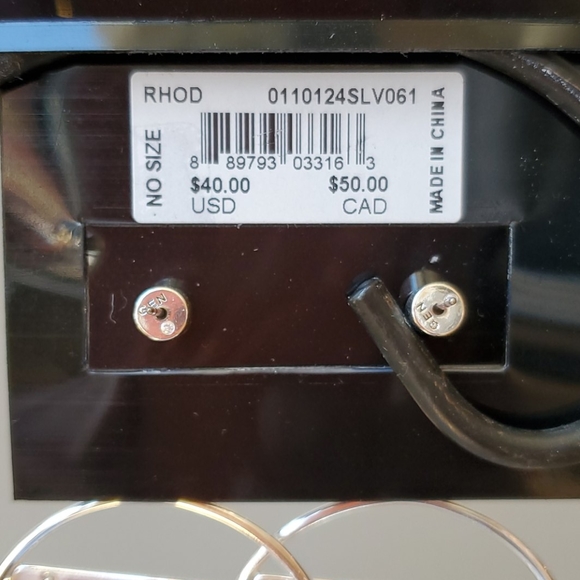 RHOD 0110124SLV061
NO SIZE
8 89793 03316 3
$40.00 $50.00
USD CAD
MADE IN CHINA